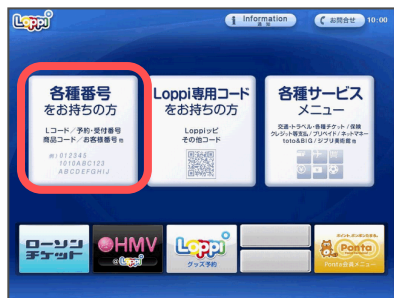 Loppi
Information
お問合せ
10:00
各種番号
をお持ちの方
Lコード／予約・受付番号
商品コード／お客様番号 他
例）012345
1010ABC123
ABCDEFGHIJ
Loppi専用コード
をお持ちの方
Loppiッピ
その他コード
各種サービス
メニュー
交通・トラベル・各種チケット／保険
クレジット等支払／プリペイド／ネットマネー
toto&BIG／ジブリ美術館 他
ローソン
チケット
@HMV
@Loppi
Loppi
グッズ予約
Ponta
Ponta会員メニュー